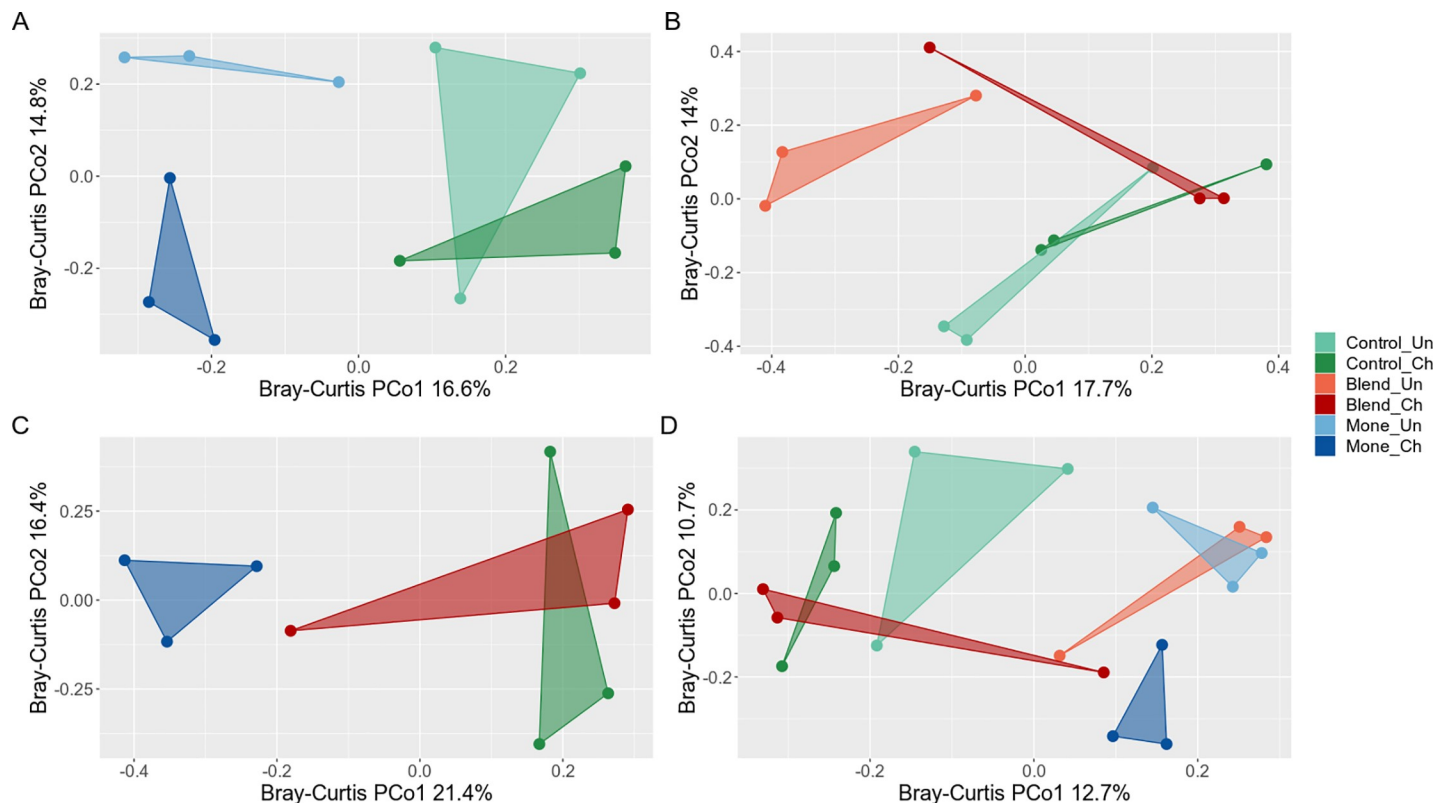 A
Bray-Curtis PCo2 14.8%
0.2
0.0
-0.2
-0.2
0.0
0.2
Bray-Curtis PCo1 16.6%
B
Bray-Curtis PCo2 14%
0.4
0.2
0.0
-0.2
-0.4
-0.4
-0.2
0.0
0.2
0.4
Bray-Curtis PCo1 17.7%
Control_Un
Control_Ch
Blend_Un
Blend_Ch
Mone_Un
Mone_Ch
C
Bray-Curtis PCo2 16.4%
0.25
0.00
-0.25
-0.4
-0.2
0.0
0.2
Bray-Curtis PCo1 21.4%
D
Bray-Curtis PCo2 10.7%
0.2
0.0
-0.2
-0.2
0.0
0.2
Bray-Curtis PCo1 12.7%